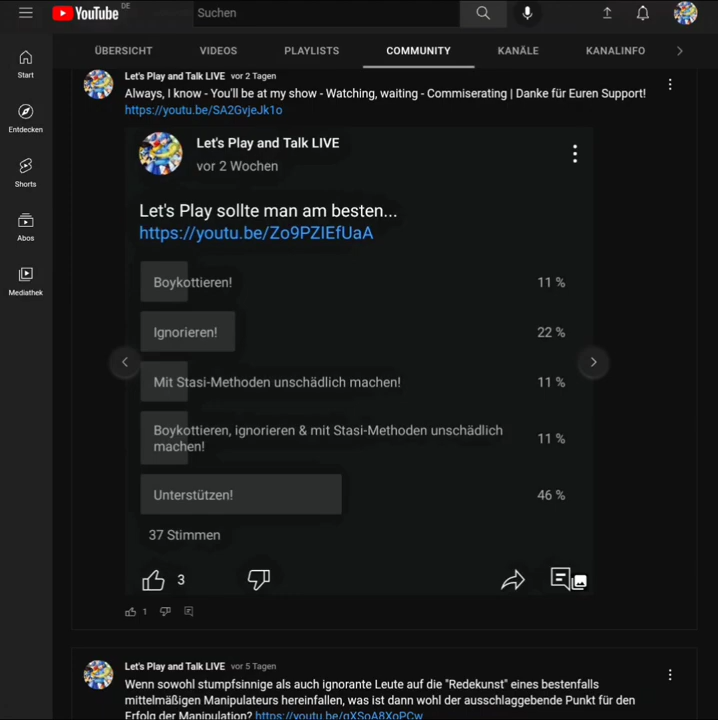 YouTube DE
Suchen
ÜBERSICHT VIDEOS PLAYLISTS COMMUNITY KANÄLE KANALINFO
Start
Entdecken
Shorts
Abos
Mediathek
Let's Play and Talk LIVE vor 2 Tagen
Always, I know - You'll be at my show - Watching, waiting - Commiserating | Danke für Euren Support!
https://youtu.be/SA2GvjeJk1o
Let's Play and Talk LIVE
vor 2 Wochen
Let's Play sollte man am besten...
https://youtu.be/Zo9PZIEfUaA
Boykottieren! 11 %
Ignorieren! 22 %
Mit Stasi-Methoden unschädlich machen! 11 %
Boykottieren, ignorieren & mit Stasi-Methoden unschädlich
machen! 11 %
Unterstützen! 46 %
37 Stimmen
3
1
Let's Play and Talk LIVE vor 5 Tagen
Wenn sowohl stumpfsinnige als auch ignorante Leute auf die "Redekunst" eines bestenfalls
mittelmäßigen Manipulateurs hereinfallen, was ist dann wohl der ausschlaggebende Punkt für den
Erfolg der Manipulation? https://youtu.be/gXSoA8XoPCw